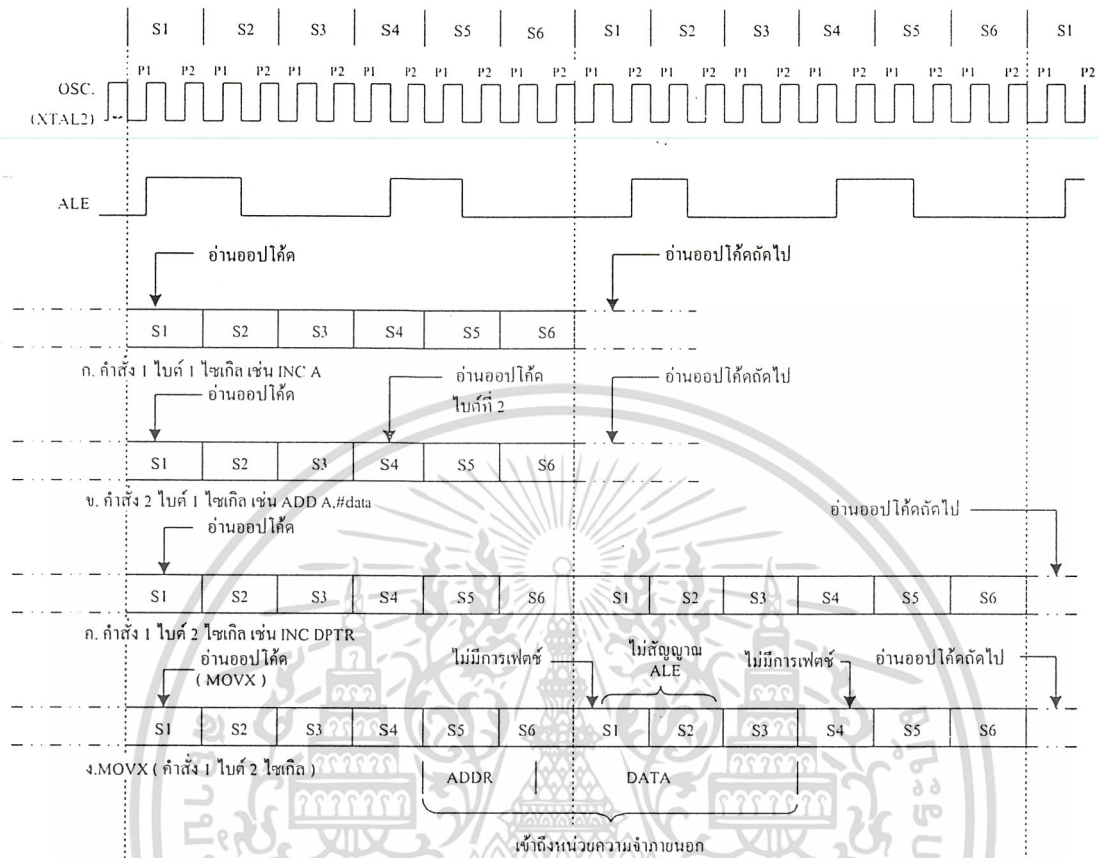 S1 S2 S3 S4 S5 S6 S1 S2 S3 S4 S5 S6 S1
P1 P2 P1 P2 P1 P2 P1 P2 P1 P2 P1 P2 P1 P2 P1 P2 P1 P2 P1 P2 P1 P2 P1 P2 P1 P2
OSC.
(XTAL2)
ALE
อ่านออปโค้ด อ่านออปโค้ดถัดไป
S1 S2 S3 S4 S5 S6
ก. คำสั่ง 1 ไบต์ 1 ไซเกิล เช่น INC A
อ่านออปโค้ด อ่านออปโค้ด อ่านออปโค้ดถัดไป
ไบต์ที่ 2
S1 S2 S3 S4 S5 S6
ข. คำสั่ง 2 ไบต์ 1 ไซเกิล เช่น ADD A,#data
อ่านออปโค้ด อ่านออปโค้ดถัดไป
S1 S2 S3 S4 S5 S6 S1 S2 S3 S4 S5 S6
ค. คำสั่ง 1 ไบต์ 2 ไซเกิล เช่น INC DPTR
อ่านออปโค้ด ไม่มีการเฟตช์ ไม่สัญญาณ ไม่มีการเฟตช์ อ่านออปโค้ดถัดไป
( MOVX ) ALE
S1 S2 S3 S4 S5 S6 S1 S2 S3 S4 S5 S6
ง.MOVX ( คำสั่ง 1 ไบต์ 2 ไซเกิล )
ADDR DATA
เข้าถึงหน่วยความจำภายนอก